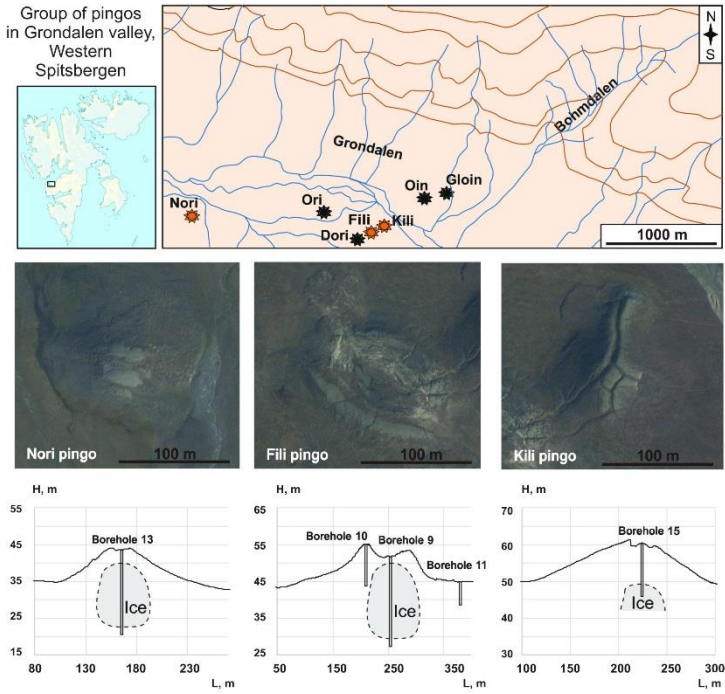 Group of pingos
in Grondalen valley,
Western
Spitsbergen
N
S
Grondalen
Bohmdalen
Nori
Ori
Oin
Gloin
Fili
Kili
Dori
1000 m
Nori pingo
100 m
Fili pingo
100 m
Kili pingo
100 m
H, m
55
45
35
25
15
Borehole 13
Ice
80
130
180
230
L, m
H, m
65
55
45
35
25
Borehole 10
Borehole 9
Borehole 11
Ice
50
150
250
350
L, m
H, m
70
60
50
40
30
Borehole 15
Ice
100
150
200
250
300
L, m